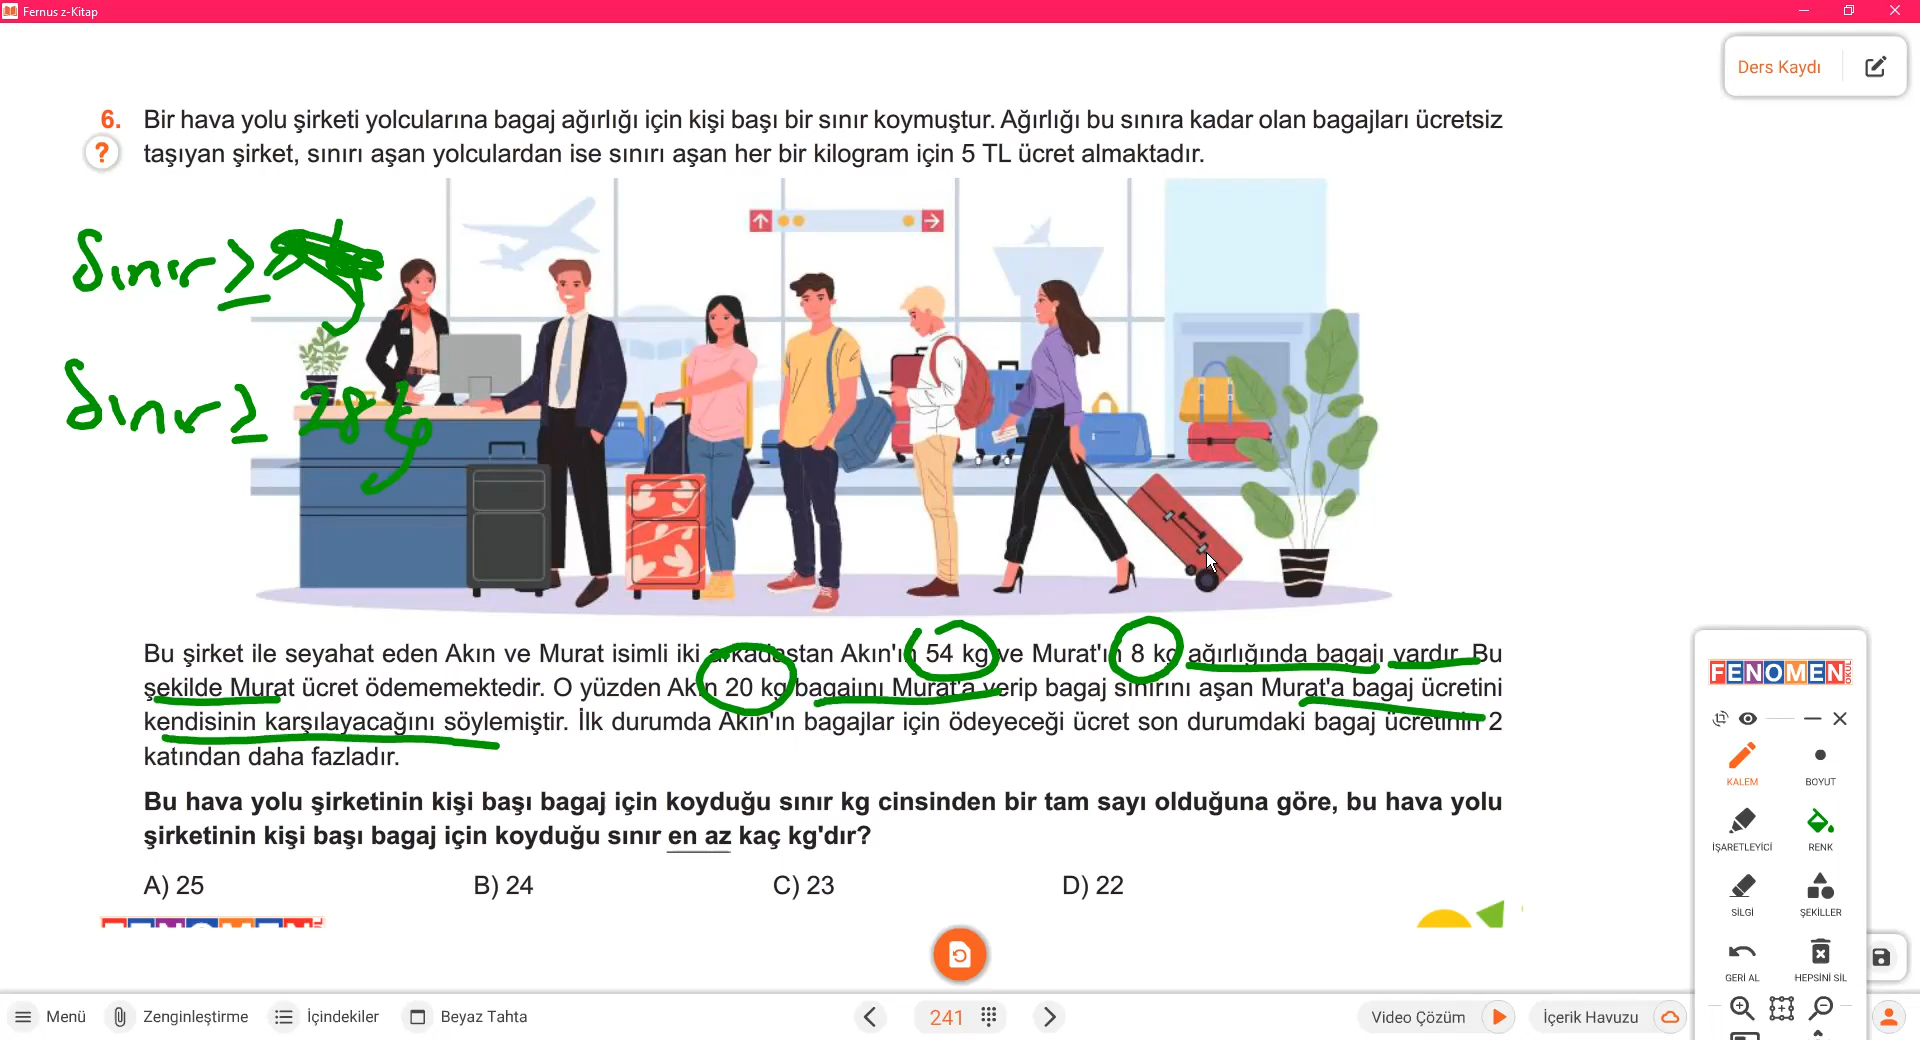 Fernus z-Kitap
Ders Kaydı
6. Bir hava yolu şirketi yolcularına bagaj ağırlığı için kişi başı bir sınır koymuştur. Ağırlığı bu sınıra kadar olan bagajları ücretsiz
? taşıyan şirket, sınırı aşan yolculardan ise sınırı aşan her bir kilogram için 5 TL ücret almaktadır.
Sınır ≥
Sınır ≥ 28 kg
Bu şirket ile seyahat eden Akın ve Murat isimli iki arkadaştan Akın'ın 54 kg ve Murat'ın 8 kg ağırlığında bagajı vardır. Bu
şekilde Murat ücret ödememektedir. O yüzden Akın 20 kg bagajını Murat'a verip bagaj sınırını aşan Murat'a bagaj ücretini
kendisinin karşılayacağını söylemiştir. İlk durumda Akın'ın bagajlar için ödeyeceği ücret son durumdaki bagaj ücretinin 2
katından daha fazladır.
Bu hava yolu şirketinin kişi başı bagaj için koyduğu sınır kg cinsinden bir tam sayı olduğuna göre, bu hava yolu
şirketinin kişi başı bagaj için koyduğu sınır en az kaç kg'dır?
A) 25 B) 24 C) 23 D) 22
FENOMEN
FENOMEN OKUL
KALEM BOYUT
İŞARETLEYİCİ RENK
SİLGİ ŞEKİLLER
GERİ AL HEPSİNİ SİL
Menü Zenginleştirme İçindekiler Beyaz Tahta 241 Video Çözüm İçerik Havuzu